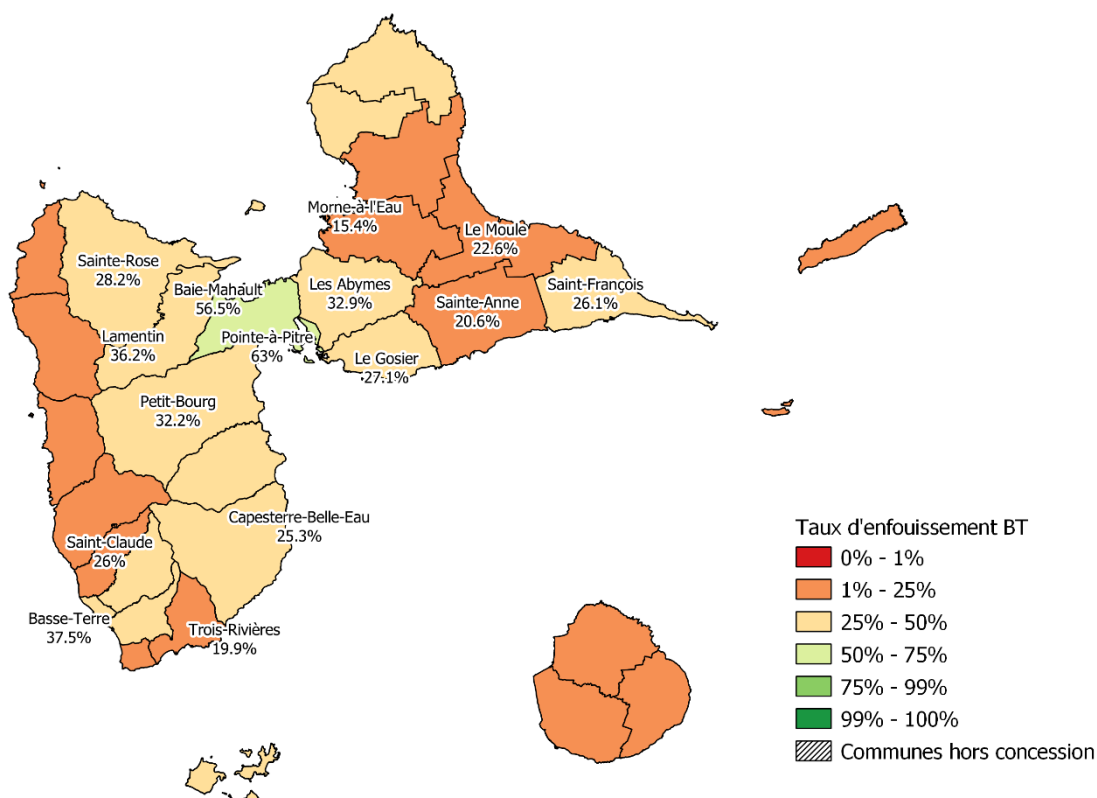 Morne-à-l'Eau
15.4%
Le Moule
22.6%
Sainte-Rose
28.2%
Baie-Mahault
56.5%
Les Abymes
32.9%
Saint-François
26.1%
Sainte-Anne
20.6%
Lamentin
36.2%
Pointe-à-Pitre
63%
Le Gosier
27.1%
Petit-Bourg
32.2%
Capesterre-Belle-Eau
25.3%
Saint-Claude
26%
Basse-Terre
37.5%
Trois-Rivières
19.9%
Taux d'enfouissement BT
0% - 1%
1% - 25%
25% - 50%
50% - 75%
75% - 99%
99% - 100%
Communes hors concession